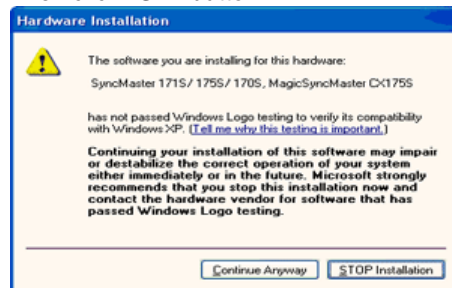 Hardware Installation
The software you are installing for this hardware:
SyncMaster 171S/ 175S/ 170S, MagicSyncMaster CX175S
has not passed Windows Logo testing to verify its compatibility
with Windows XP. (Tell me why this testing is important.)
Continuing your installation of this software may impair
or destabilize the correct operation of your system
either immediately or in the future. Microsoft strongly
recommends that you stop this installation now and
contact the hardware vendor for software that has
passed Windows Logo testing.
Continue Anyway
STOP Installation